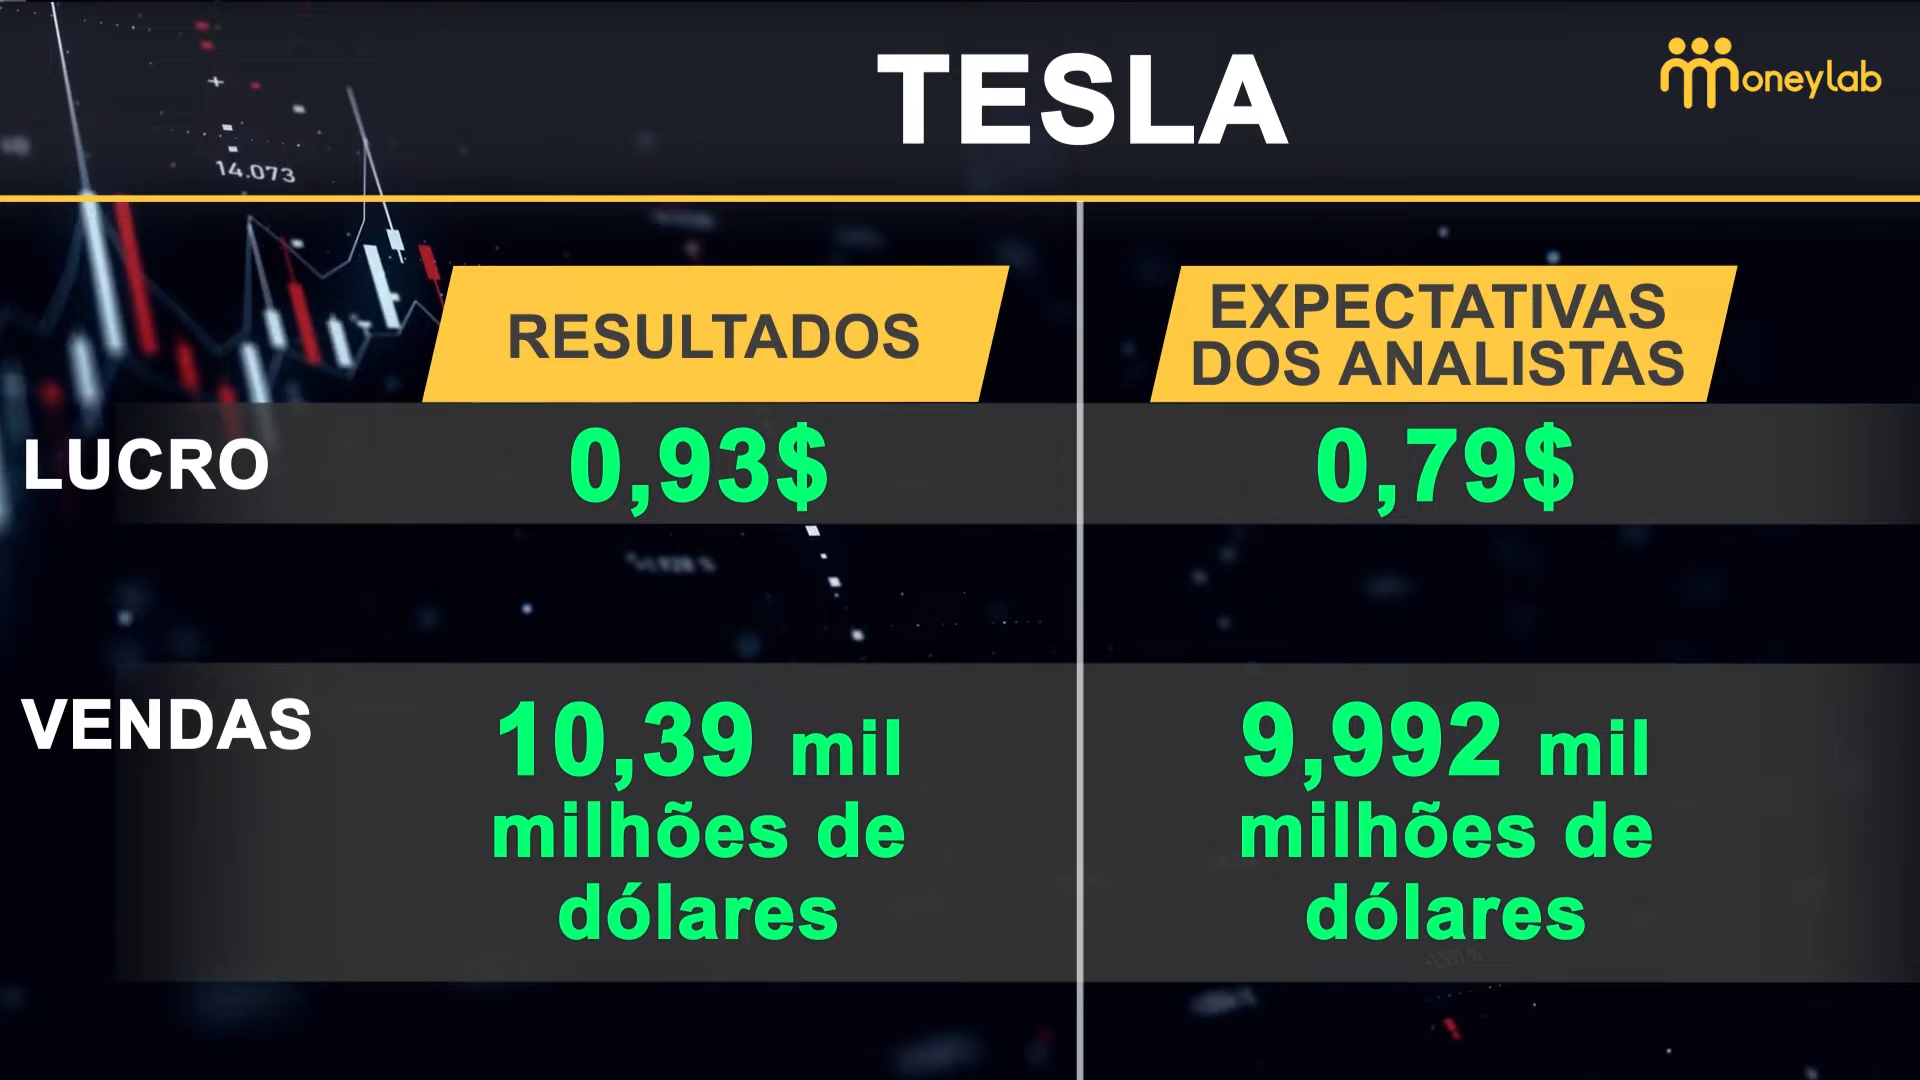 TESLA
moneylab
14.073
RESULTADOS
EXPECTATIVAS
DOS ANALISTAS
LUCRO
0,93$
0,79$
VENDAS
10,39 mil
milhões de
dólares
9,992 mil
milhões de
dólares